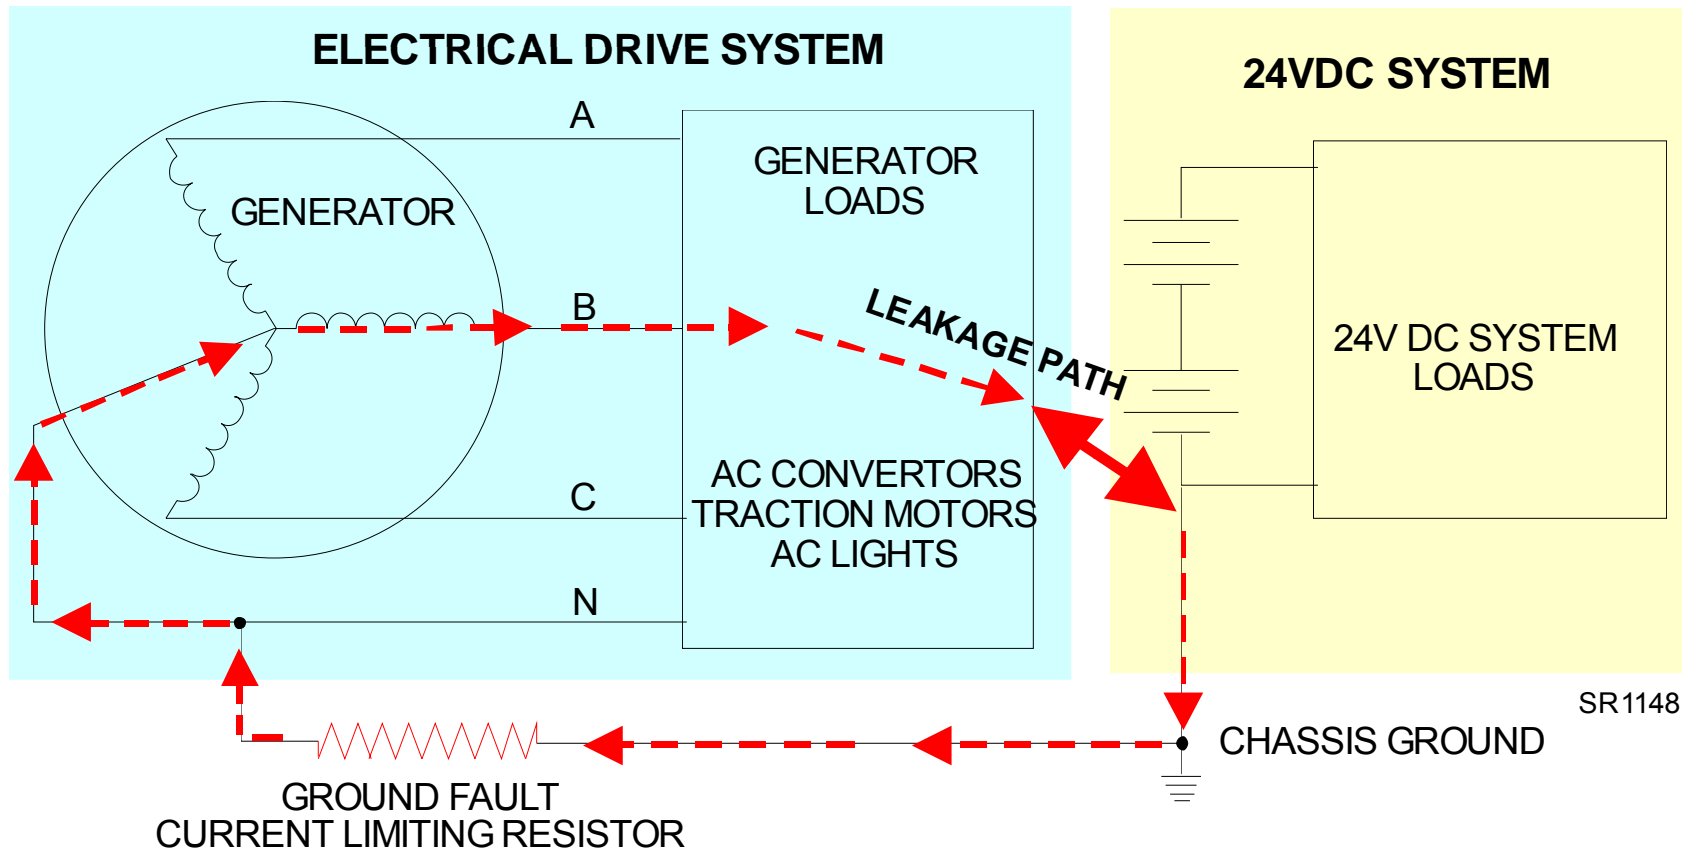 ELECTRICAL DRIVE SYSTEM
24VDC SYSTEM
A
GENERATOR
GENERATOR
LOADS
B
LEAKAGE PATH
24V DC SYSTEM
LOADS
C
AC CONVERTORS
TRACTION MOTORS
AC LIGHTS
N
SR1148
CHASSIS GROUND
GROUND FAULT
CURRENT LIMITING RESISTOR